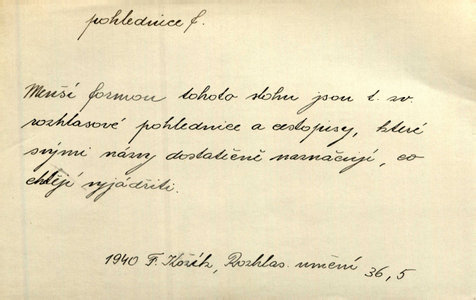 pohlednice f.
Menší formou tohoto slohu jsou t. zv.
rozhlasové pohlednice a cestopisy, které
svými názvy dostatečně naznačují, co
chtějí vyjádřiti.
1940 F. Kožík, Rozhlas. umění 36,5